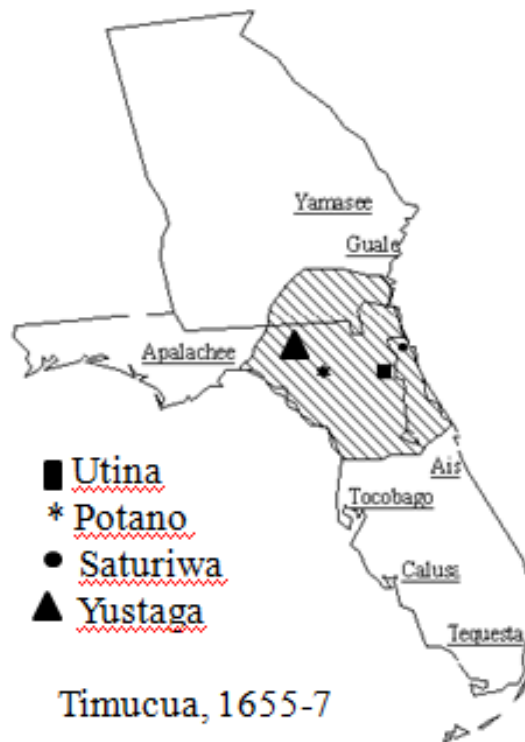 Yamasee
Guale
Apalachee
Ais
Tocobago
Calusa
Tequesta
Utina
* Potano
Saturiwa
Yustaga
Timucua, 1655-7